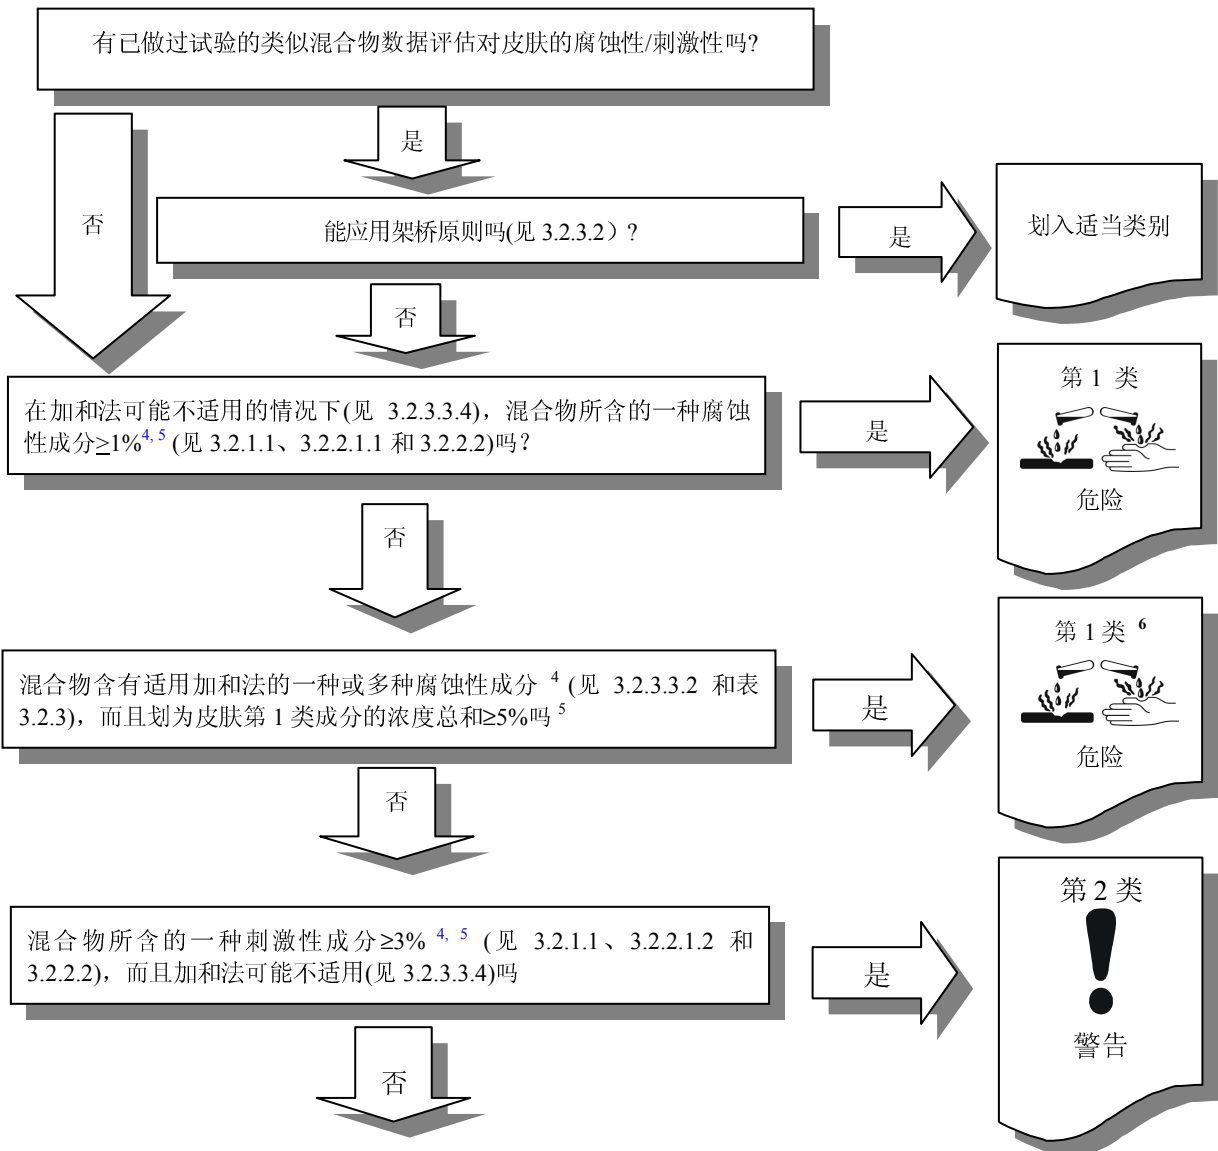 有已做过试验的类似混合物数据评估对皮肤的腐蚀性/刺激性吗?
是
否
能应用架桥原则吗(见 3.2.3.2）?
是
划入适当类别
否
在加和法可能不适用的情况下(见 3.2.3.3.4)，混合物所含的一种腐蚀
性成分≥1%4, 5 (见 3.2.1.1、3.2.2.1.1 和 3.2.2.2)吗？
是
第 1 类
危险
否
混合物含有适用加和法的一种或多种腐蚀性成分 4 (见 3.2.3.3.2 和表
3.2.3)，而且划为皮肤第 1 类成分的浓度总和≥5%吗 5
是
第 1 类 6
危险
否
混合物所含的一种刺激性成分≥3% 4, 5 (见 3.2.1.1、3.2.2.1.2 和
3.2.2.2)，而且加和法可能不适用(见 3.2.3.3.4)吗
是
第 2 类
警告
否